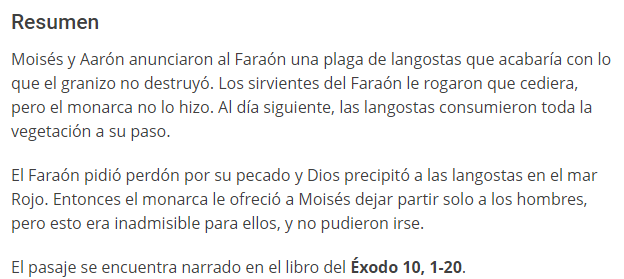 Resumen
Moisés y Aarón anunciaron al Faraón una plaga de langostas que acabaría con lo
que el granizo no destruyó. Los sirvientes del Faraón le rogaron que cediera,
pero el monarca no lo hizo. Al día siguiente, las langostas consumieron toda la
vegetación a su paso.
El Faraón pidió perdón por su pecado y Dios precipitó a las langostas en el mar
Rojo. Entonces el monarca le ofreció a Moisés dejar partir solo a los hombres,
pero esto era inadmisible para ellos, y no pudieron irse.
El pasaje se encuentra narrado en el libro del Éxodo 10, 1-20.